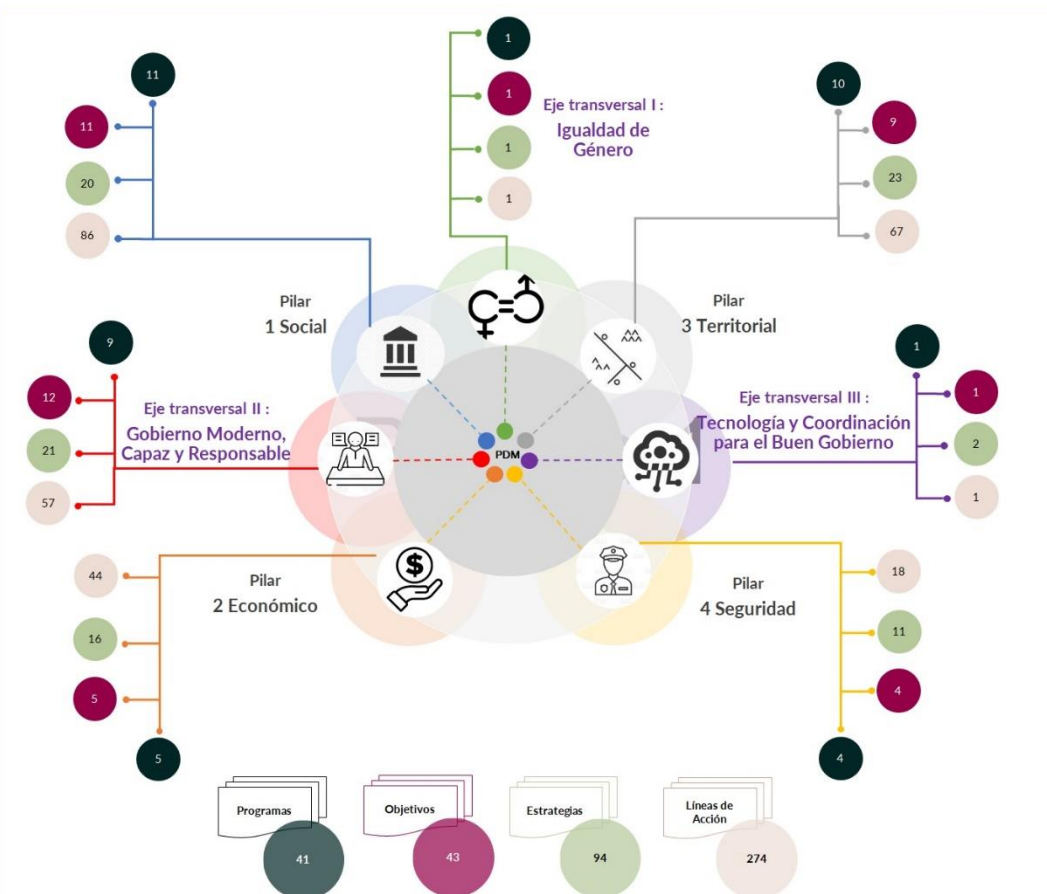 1
11
10
1
9
11
Eje transversal I :
Igualdad de
Género
1
20
23
1
86
67
Pilar
1 Social
Pilar
3 Territorial
9
1
12
1
Eje transversal II :
Gobierno Moderno,
Capaz y Responsable
Eje transversal III :
Tecnología y Coordinación
para el Buen Gobierno
21
2
PDM
57
1
44
18
Pilar
2 Económico
Pilar
4 Seguridad
16
11
5
4
5
4
Programas
Objetivos
Estrategias
Líneas de
Acción
41
43
94
274